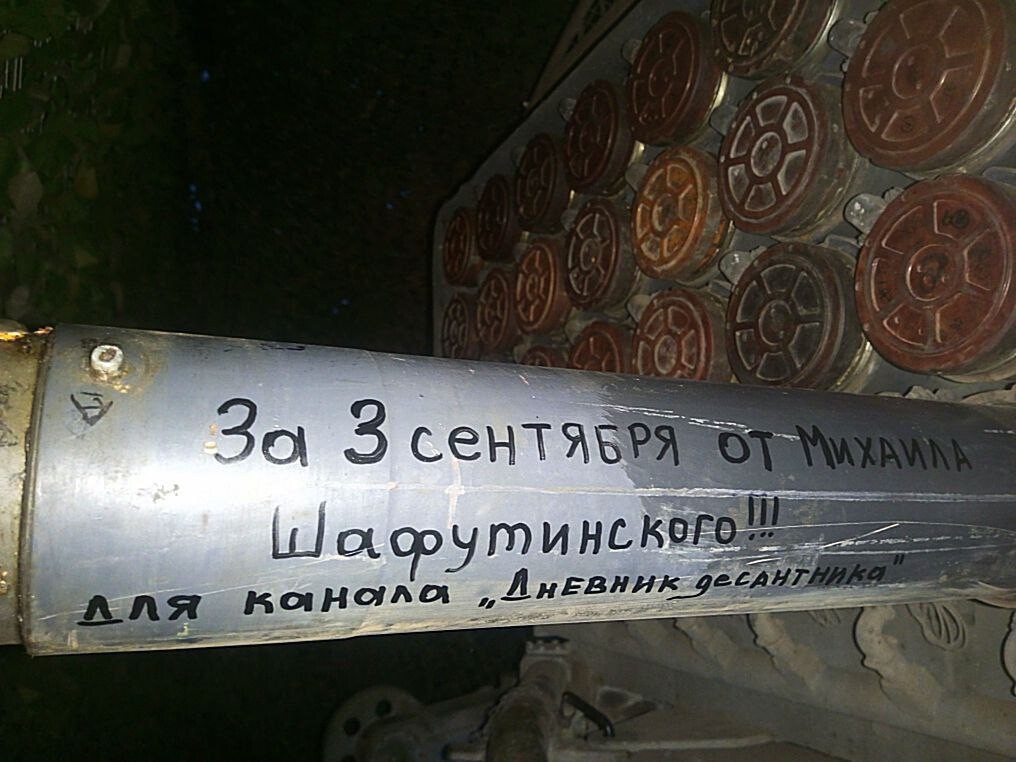 За 3 сентября от Михаила
Шафутинского!!!
для канала „Дневник десантника"